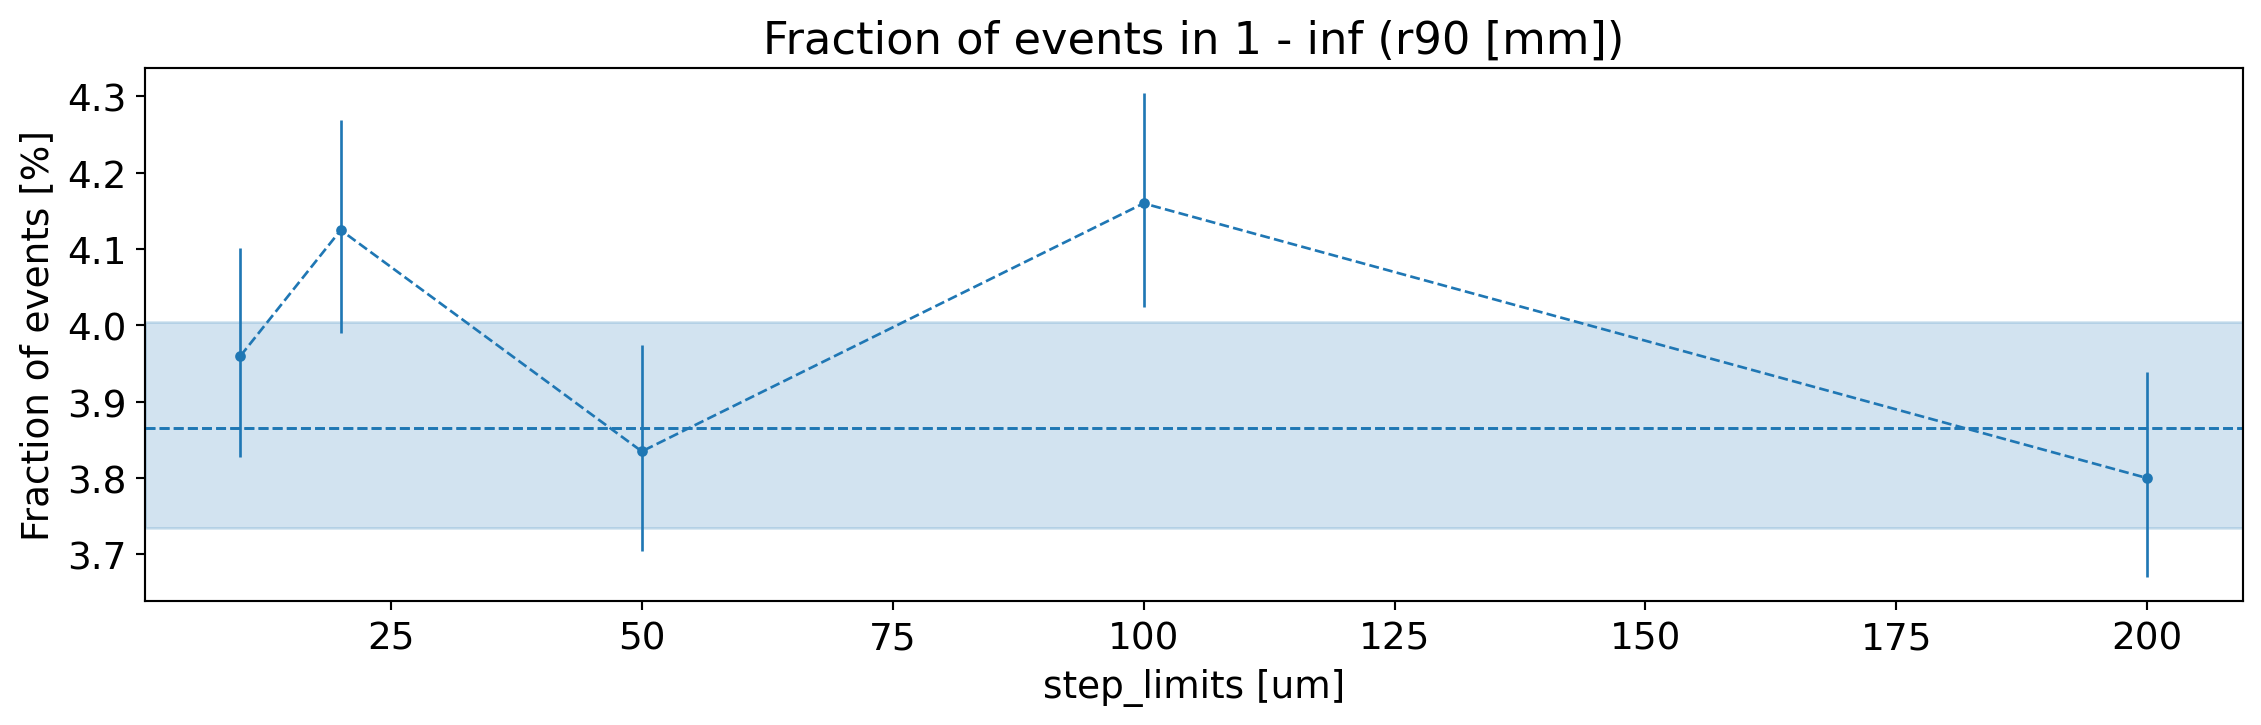 Fraction of events in 1 - inf (r90 [mm])
Fraction of events [%]
4.3
4.2
4.1
4.0
3.9
3.8
3.7
25 50 75 100 125 150 175 200
step_limits [um]